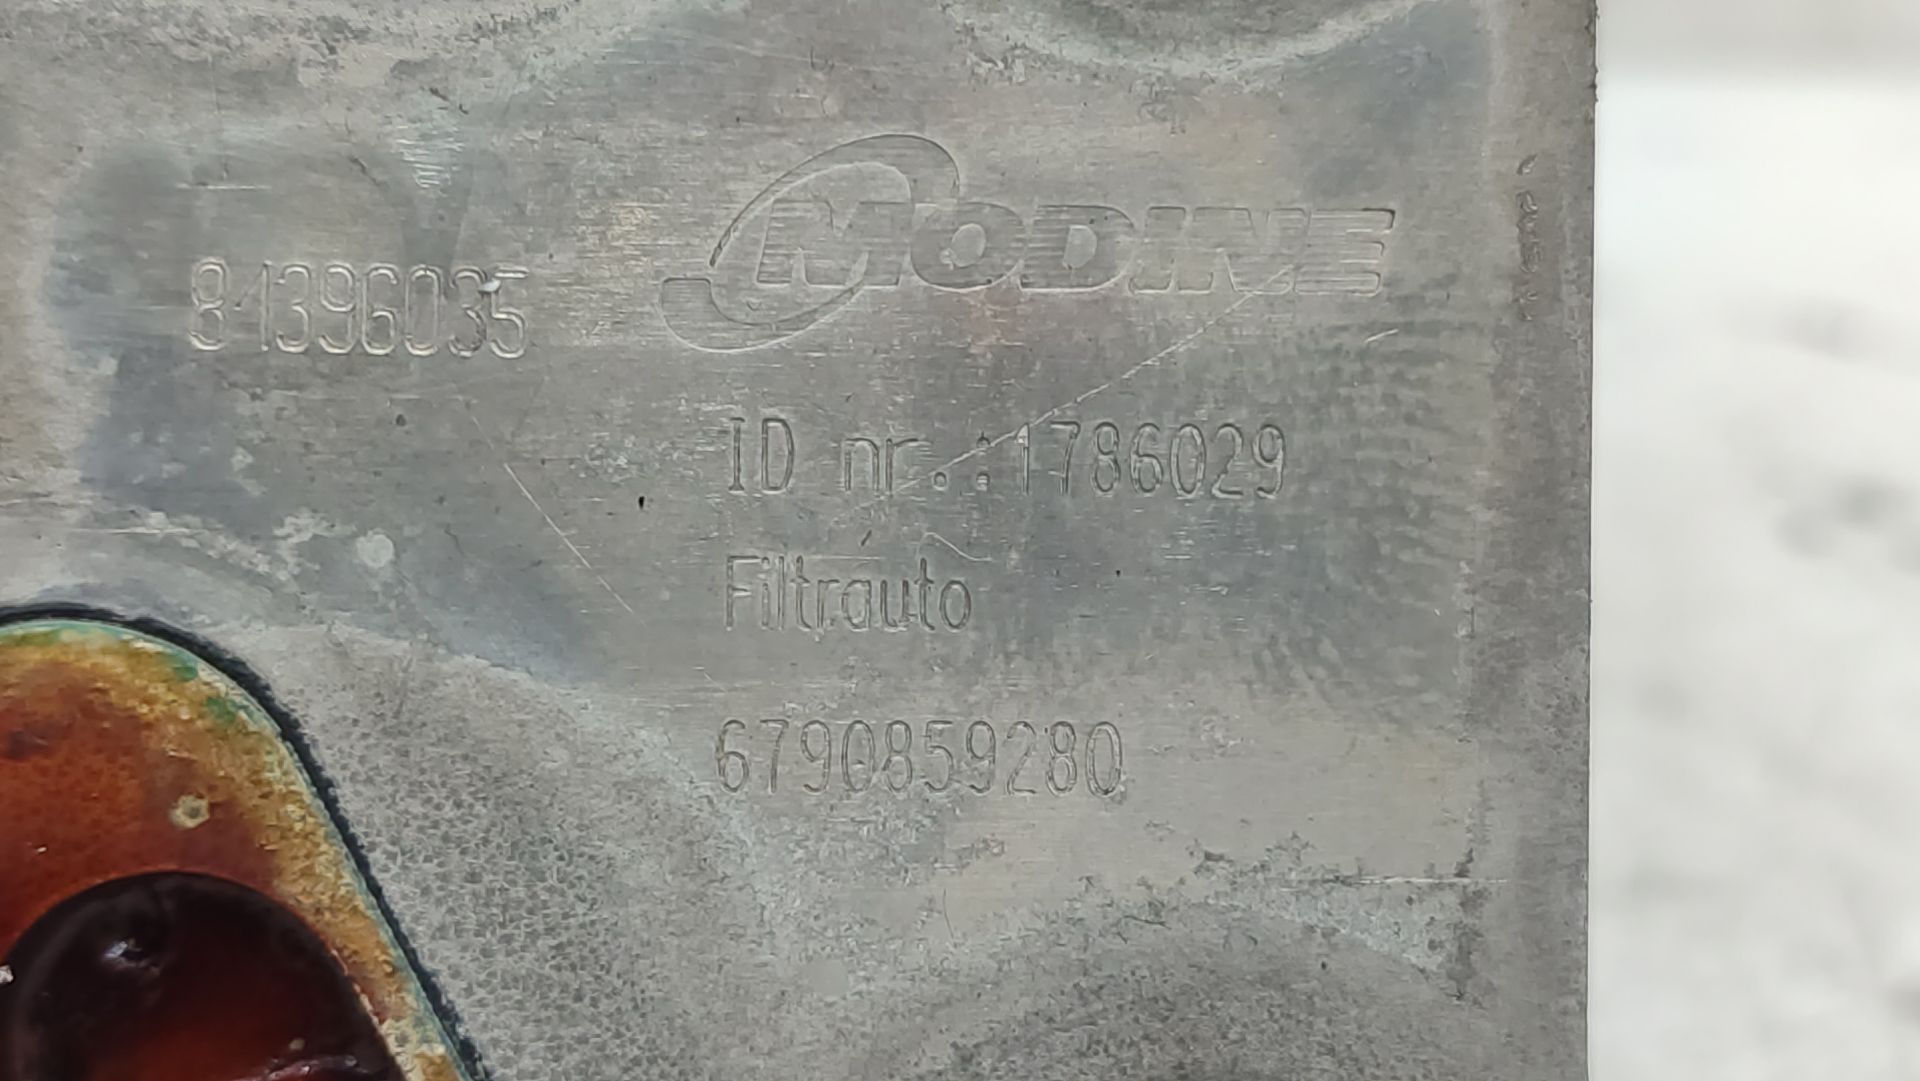 MODINE
81396035
ID nr.:1786029
Filtrauto
6790859280